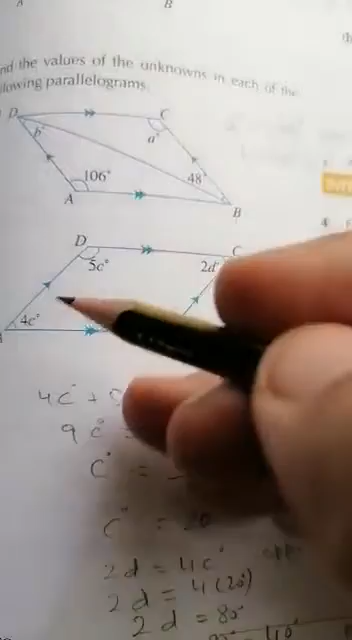 A
B
nd the values of the unknowns in each of the
llowing parallelograms.
D C
b° a°
106° 48°
A B
D C
5c° 2d°
4c°
4c° +
9c°
c° =
c° = 20
2d = 4c° opp
2d = 4(20°)
2d = 80°